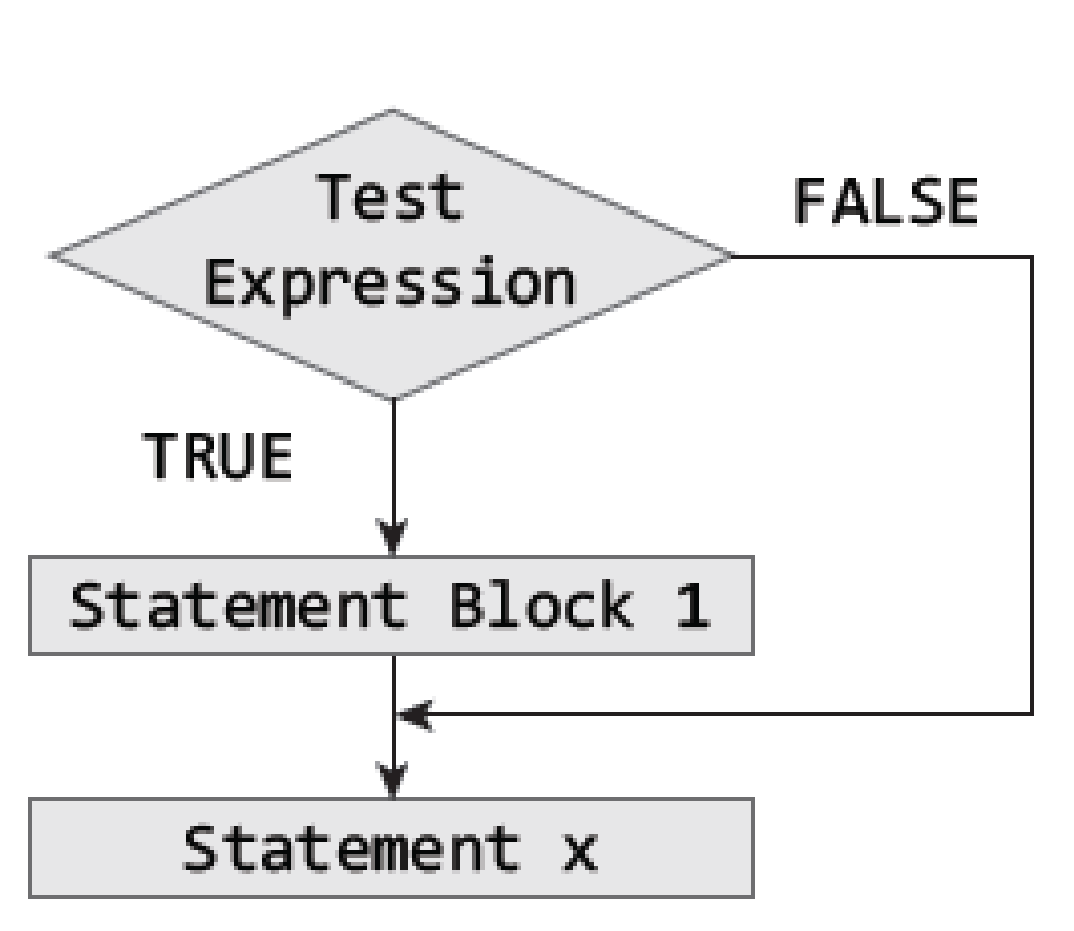 Test
Expression
FALSE
TRUE
Statement Block 1
Statement x